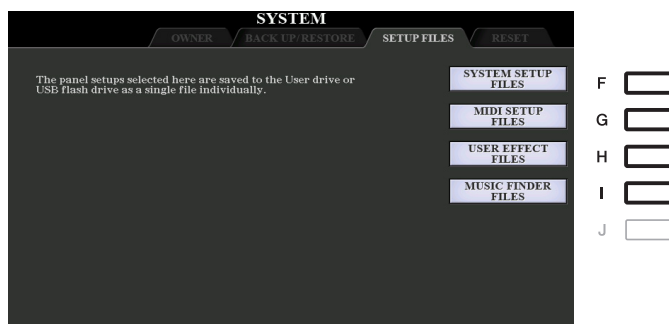 SYSTEM
OWNER
BACK UP/RESTORE
SETUP FILES
RESET
The panel setups selected here are saved to the User drive or
USB flash drive as a single file individually.
SYSTEM SETUP
FILES
MIDI SETUP
FILES
USER EFFECT
FILES
MUSIC FINDER
FILES
F
G
H
I
J